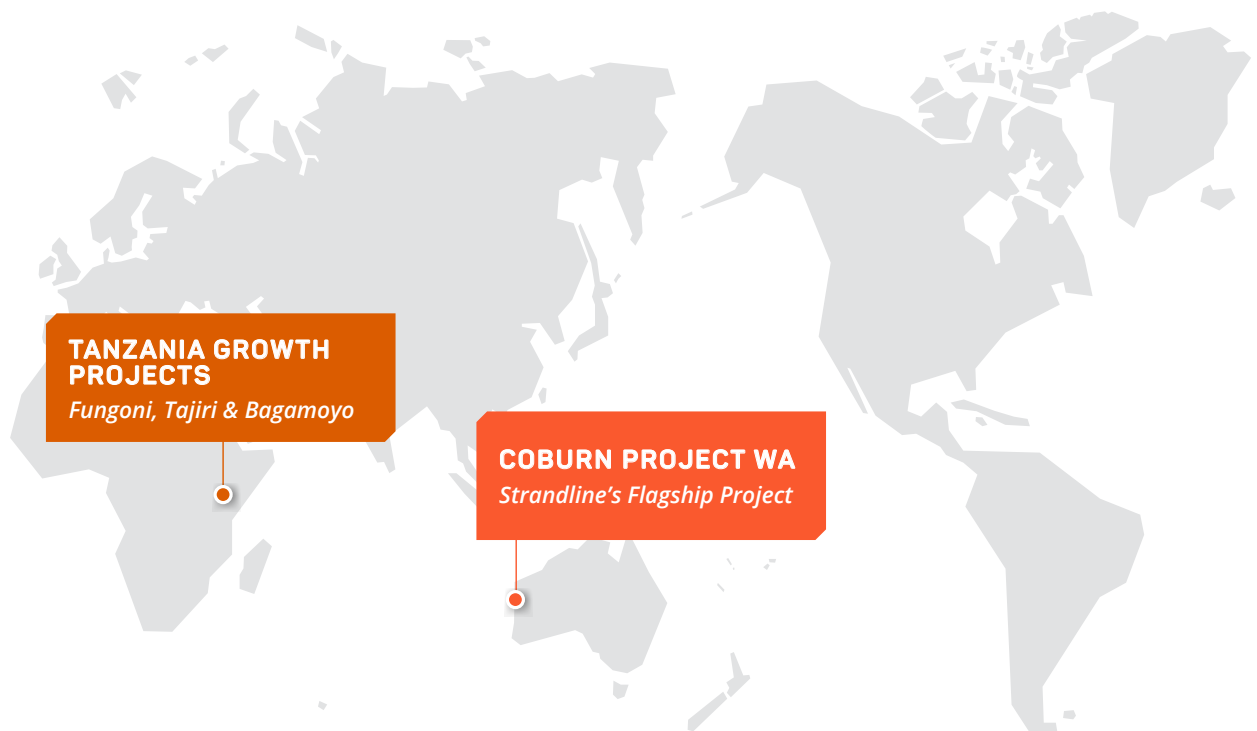 TANZANIA GROWTH
PROJECTS
Fungoni, Tajiri & Bagamoyo
COBURN PROJECT WA
Strandline’s Flagship Project